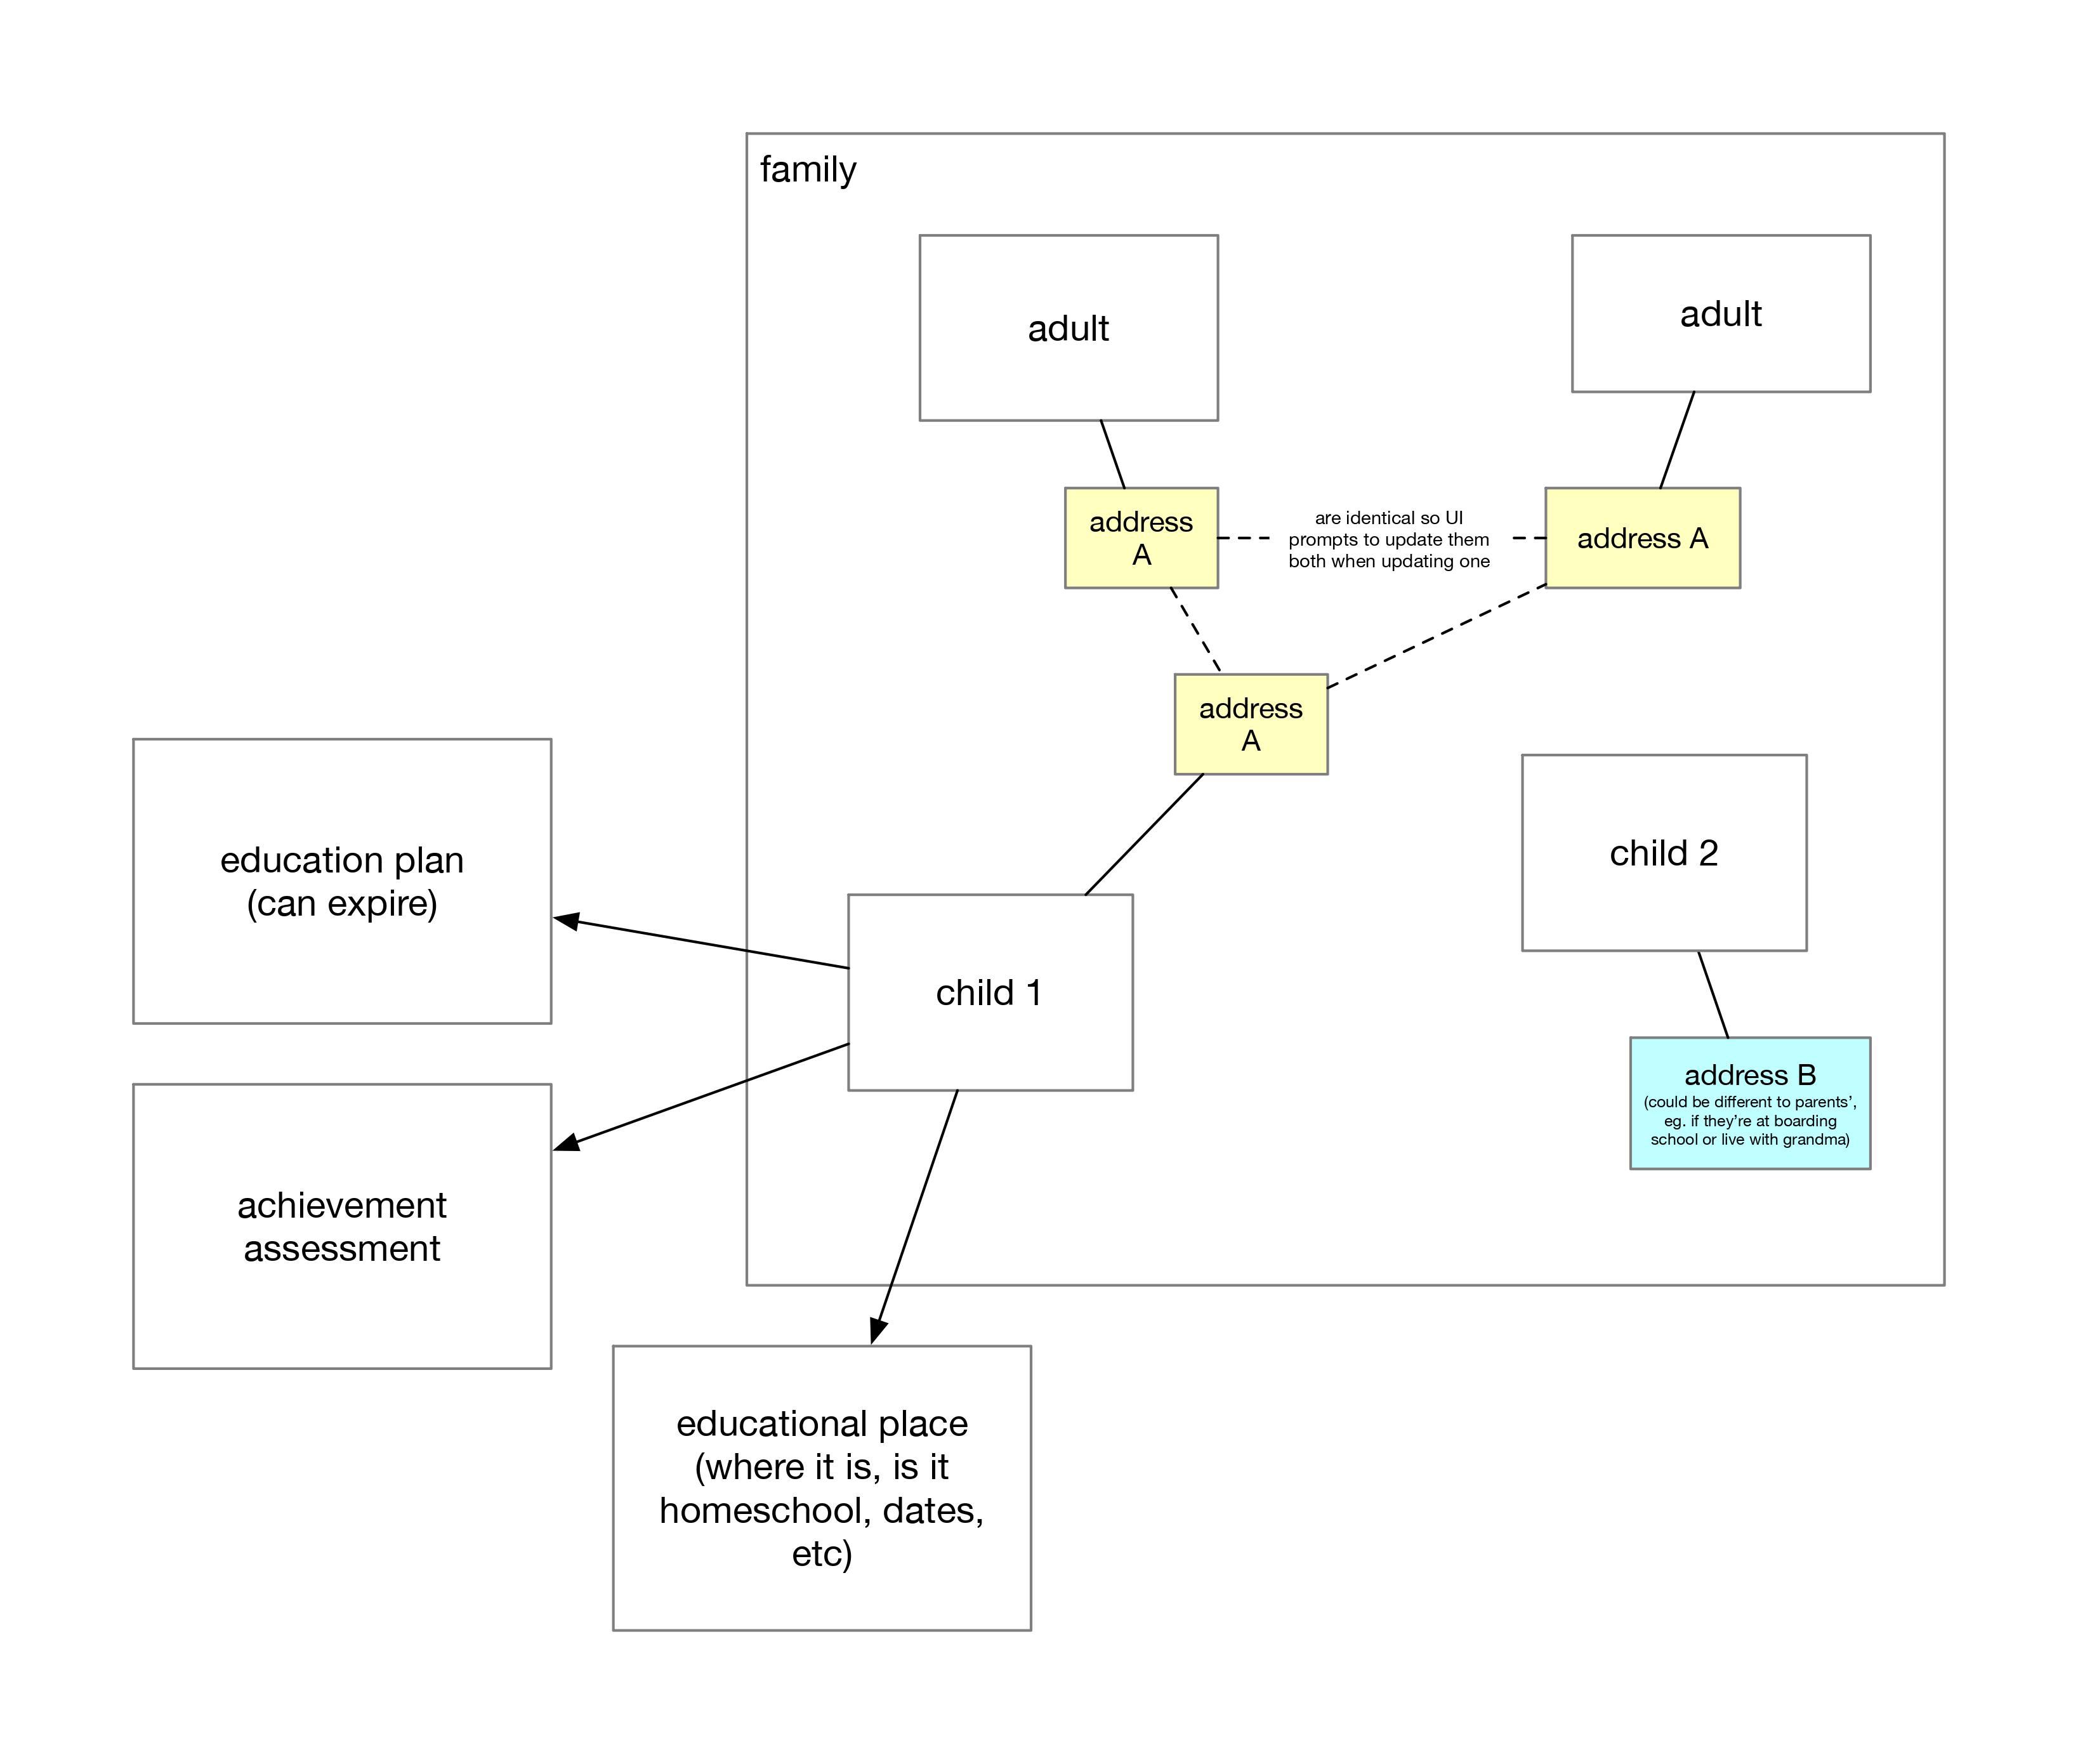 family
adult
adult
address
A
are identical so UI
prompts to update them
both when updating one
address A
address
A
education plan
(can expire)
child 2
child 1
address B
(could be different to parents’,
eg. if they’re at boarding
school or live with grandma)
achievement
assessment
educational place
(where it is, is it
homeschool, dates,
etc)